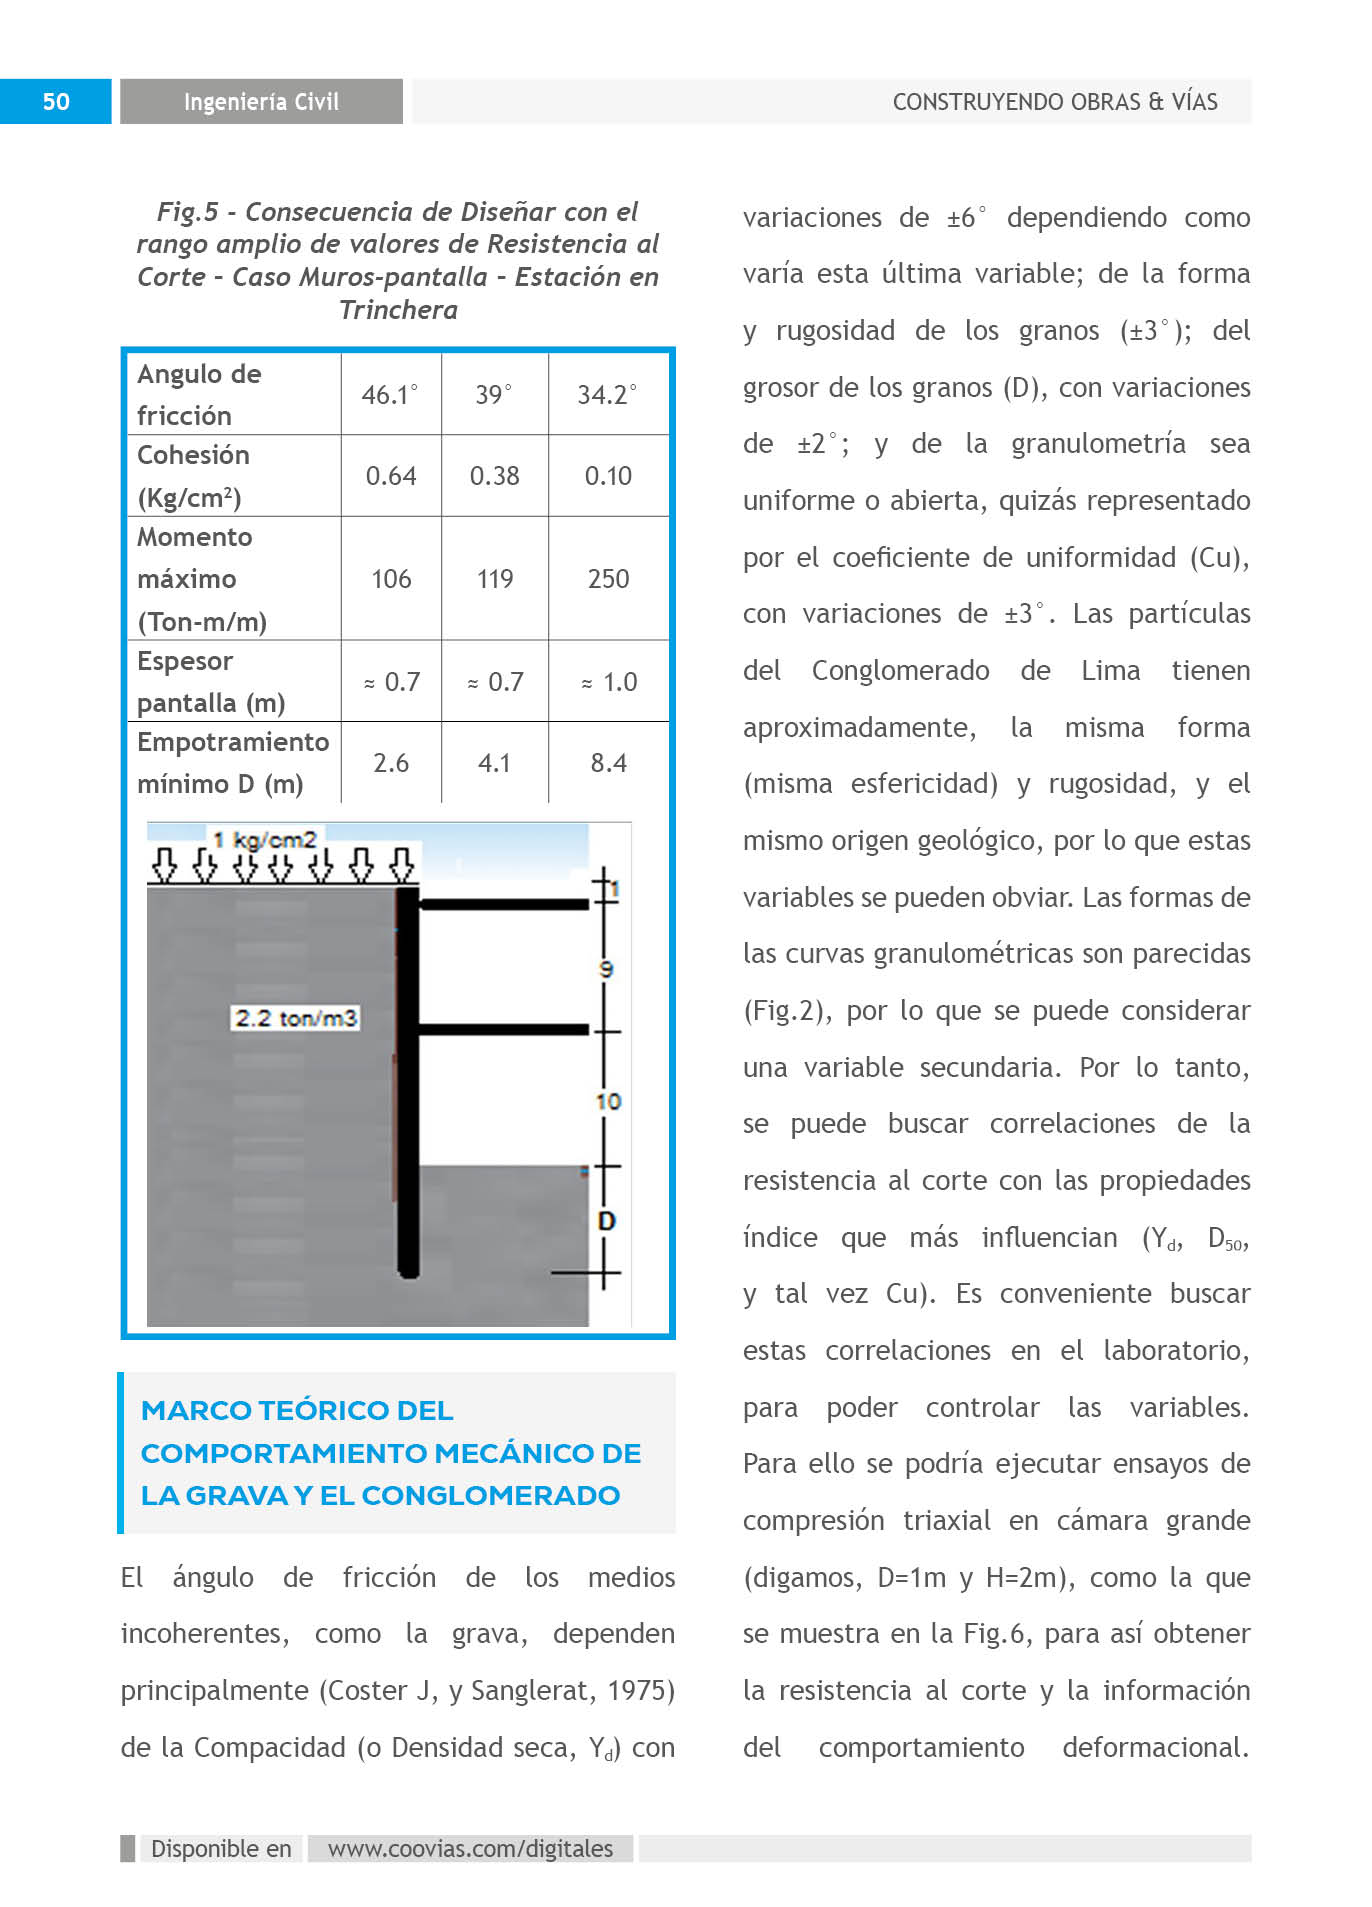 50
Ingeniería Civil
CONSTRUYENDO OBRAS & VÍAS
Fig.5 - Consecuencia de Diseñar con el
rango amplio de valores de Resistencia al
Corte – Caso Muros-pantalla – Estación en
Trinchera
Angulo de
fricción
46.1°
39°
34.2°
Cohesión
(Kg/cm²)
0.64
0.38
0.10
Momento
máximo
(Ton-m/m)
106
119
250
Espesor
pantalla (m)
≈ 0.7
≈ 0.7
≈ 1.0
Empotramiento
mínimo D (m)
2.6
4.1
8.4
1 kg/cm2
1
9
2.2 ton/m3
10
D
MARCO TEÓRICO DEL
COMPORTAMIENTO MECÁNICO DE
LA GRAVA Y EL CONGLOMERADO
El ángulo de fricción de los medios
incoherentes, como la grava, dependen
principalmente (Coster J, y Sanglerat, 1975)
de la Compacidad (o Densidad seca, Yd) con
variaciones de ±6° dependiendo como
varía esta última variable; de la forma
y rugosidad de los granos (±3°); del
grosor de los granos (D), con variaciones
de ±2°; y de la granulometría sea
uniforme o abierta, quizás representado
por el coeficiente de uniformidad (Cu),
con variaciones de ±3°. Las partículas
del Conglomerado de Lima tienen
aproximadamente, la misma forma
(misma esfericidad) y rugosidad, y el
mismo origen geológico, por lo que estas
variables se pueden obviar. Las formas de
las curvas granulométricas son parecidas
(Fig.2), por lo que se puede considerar
una variable secundaria. Por lo tanto,
se puede buscar correlaciones de la
resistencia al corte con las propiedades
índice que más influencian (Yd, D50,
y tal vez Cu). Es conveniente buscar
estas correlaciones en el laboratorio,
para poder controlar las variables.
Para ello se podría ejecutar ensayos de
compresión triaxial en cámara grande
(digamos, D=1m y H=2m), como la que
se muestra en la Fig.6, para así obtener
la resistencia al corte y la información
del comportamiento deformacional.
Disponible en
www.coovias.com/digitales